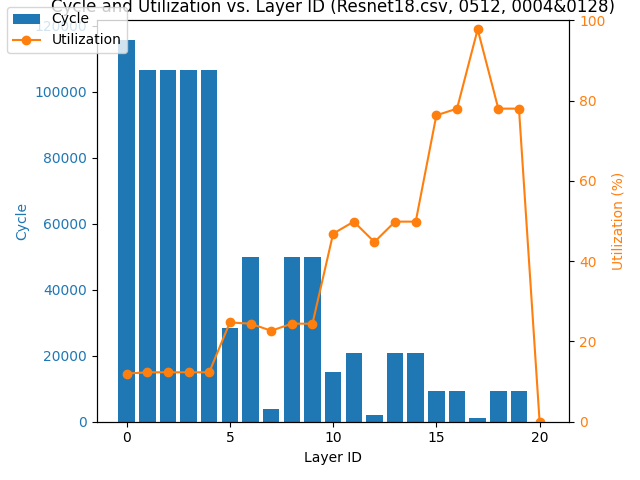 Cycle and Utilization vs. Layer ID (Resnet18.csv, 0512, 0004&0128)
Cycle
Utilization
120000
100000
80000
60000
40000
20000
0
Cycle
100
80
60
40
20
0
Utilization (%)
0 5 10 15 20
Layer ID